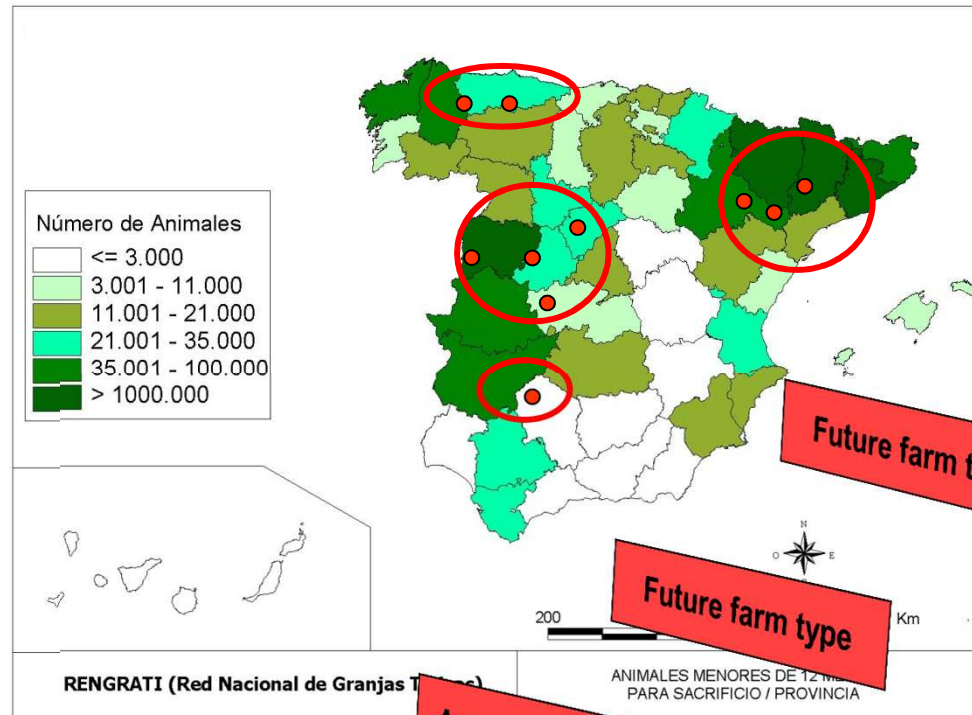 Número de Animales
<= 3.000
3.001 - 11.000
11.001 - 21.000
21.001 - 35.000
35.001 - 100.000
> 1000.000
Future farm
Future farm type
N
O E
200 Km
RENGRATI (Red Nacional de Granjas
ANIMALES MENORES DE 12
PARA SACRIFICIO / PROVINCIA